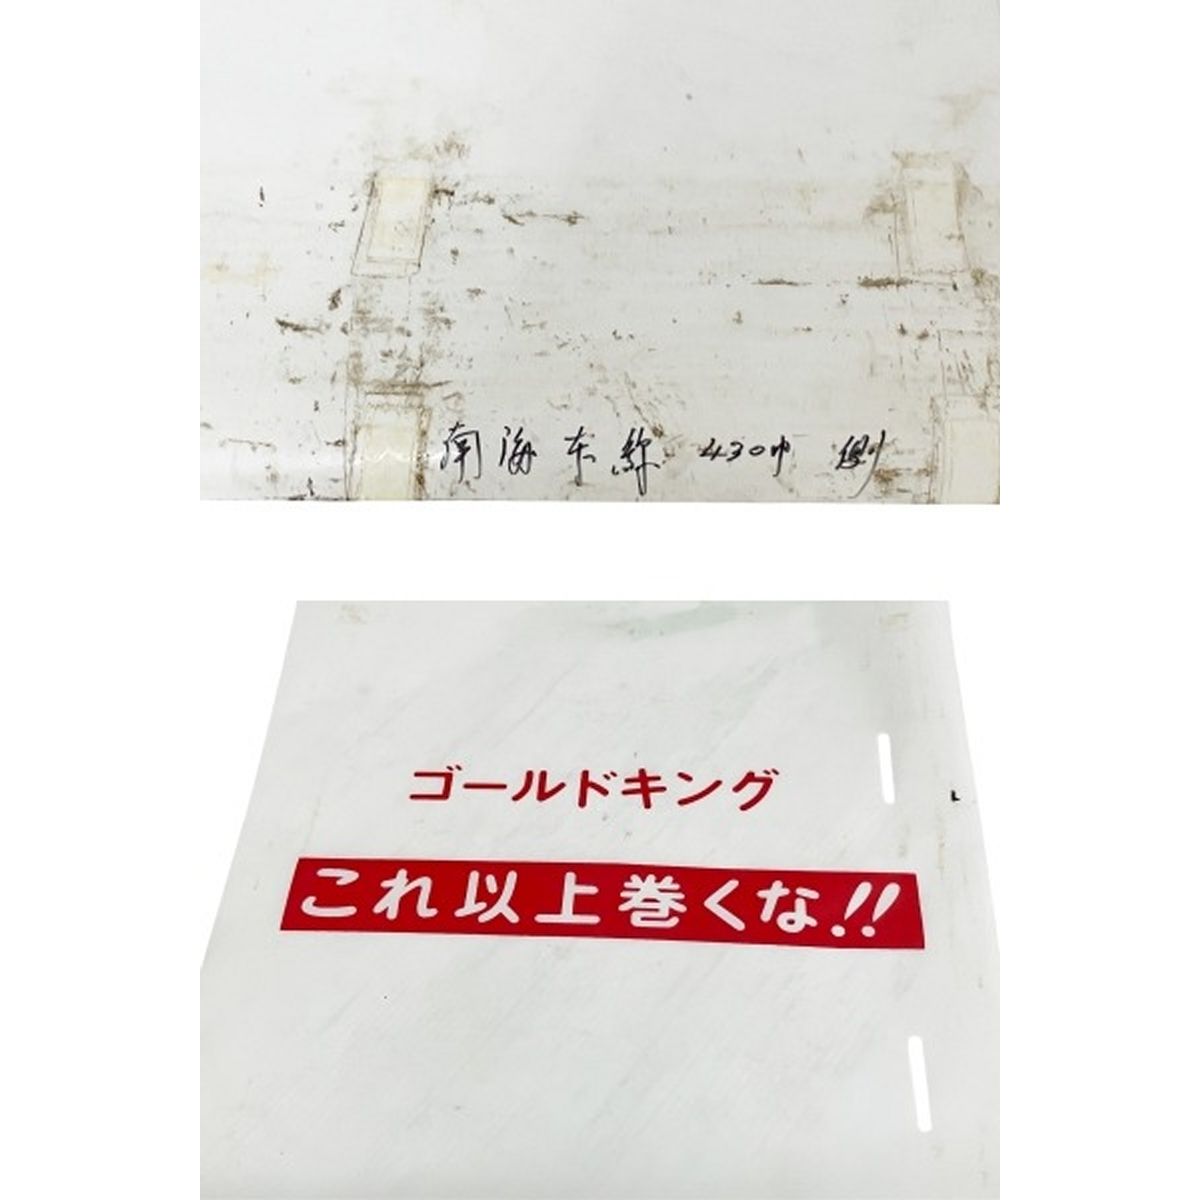 南海本線 430巾 側
ゴールドキング
これ以上巻くな!!